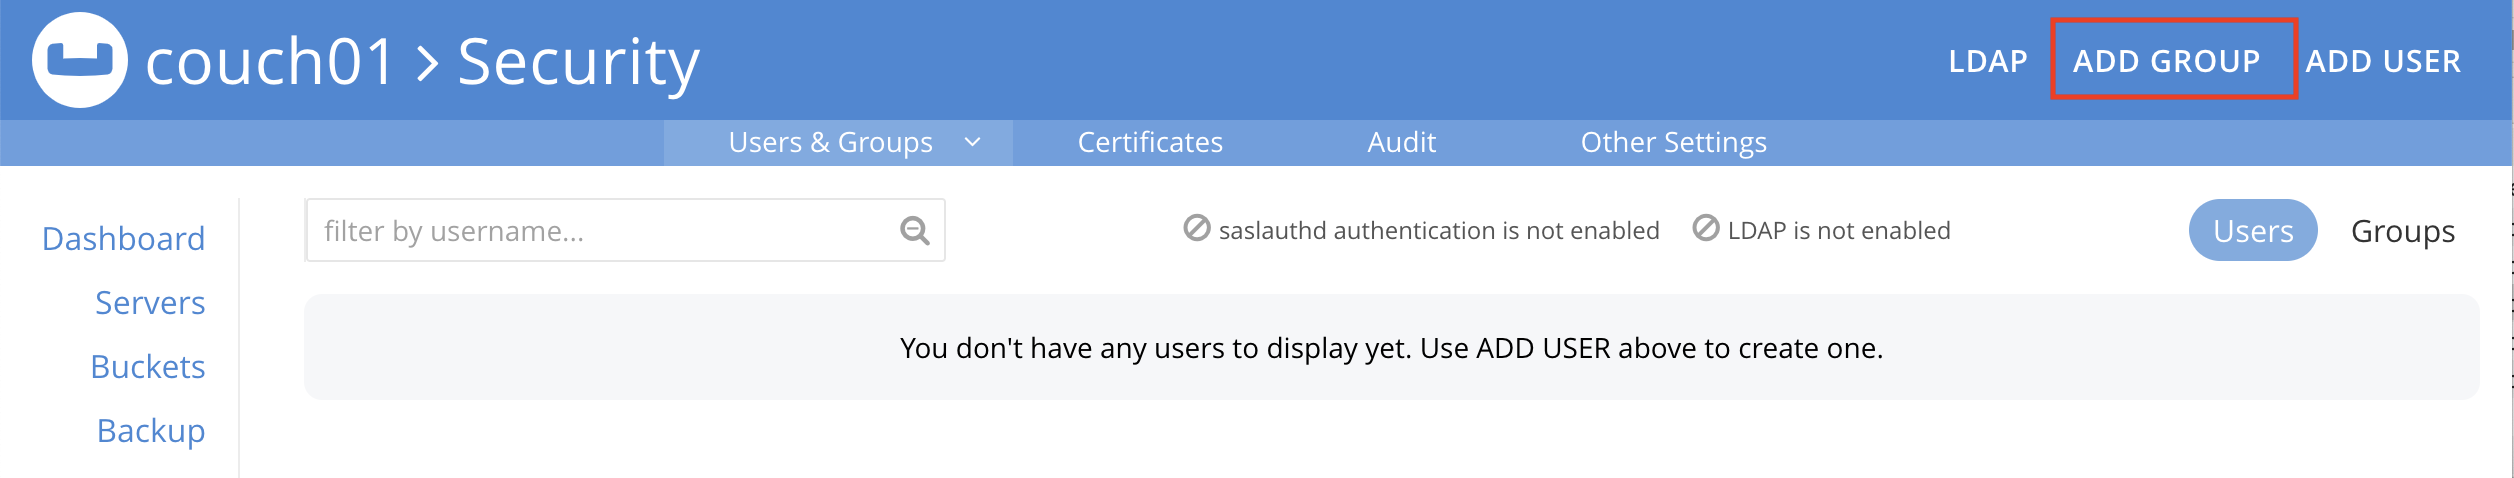 couch01 > Security
LDAP ADD GROUP ADD USER
Users & Groups Certificates Audit Other Settings
Dashboard
Servers
Buckets
Backup
filter by username...
saslauthd authentication is not enabled LDAP is not enabled
Users Groups
You don't have any users to display yet. Use ADD USER above to create one.